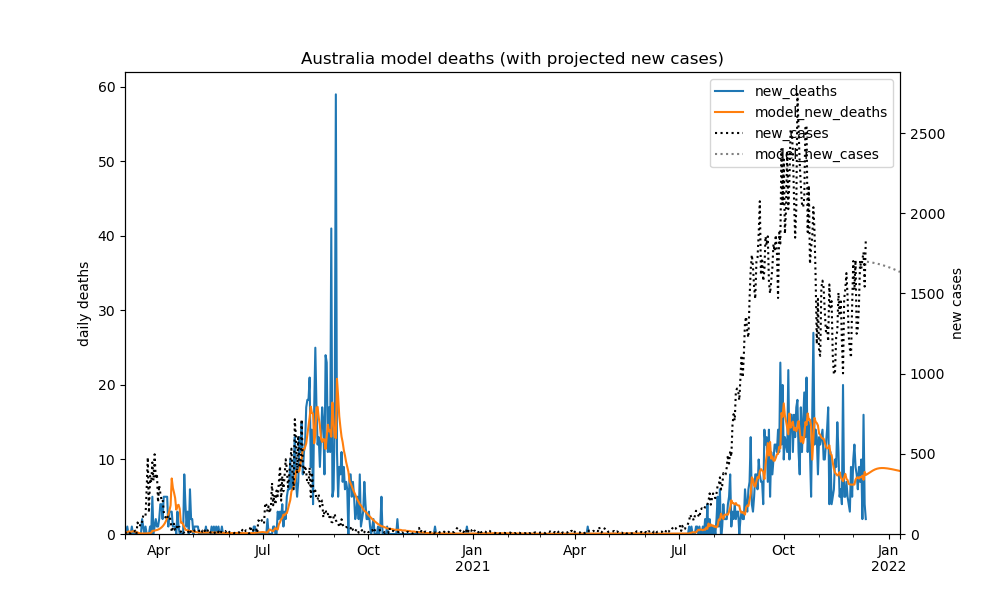 Australia model deaths (with projected new cases)
60
50
40
30
20
10
0
daily deaths
2500
2000
1500
1000
500
0
new cases
new_deaths
model_new_deaths
new_cases
model_new_cases
Apr
Jul
Oct
Jan
2021
Apr
Jul
Oct
Jan
2022